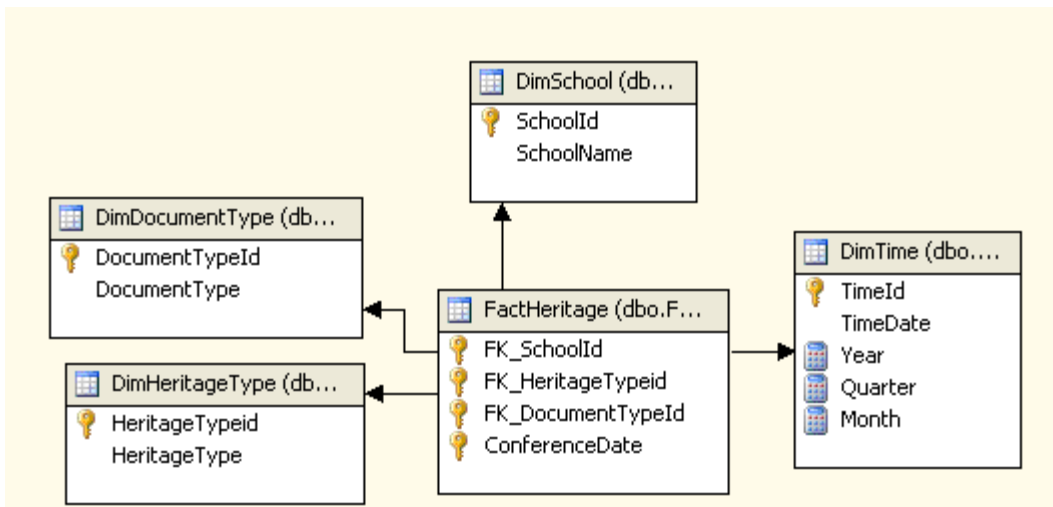 DimSchool (db...
SchoolId
SchoolName
DimDocumentType (db...
DocumentTypeId
DocumentType
DimTime (dbo....
TimeId
TimeDate
Year
Quarter
Month
FactHeritage (dbo.F...
FK_SchoolId
FK_HeritageTypeid
FK_DocumentTypeId
ConferenceDate
DimHeritageType (db...
HeritageTypeid
HeritageType